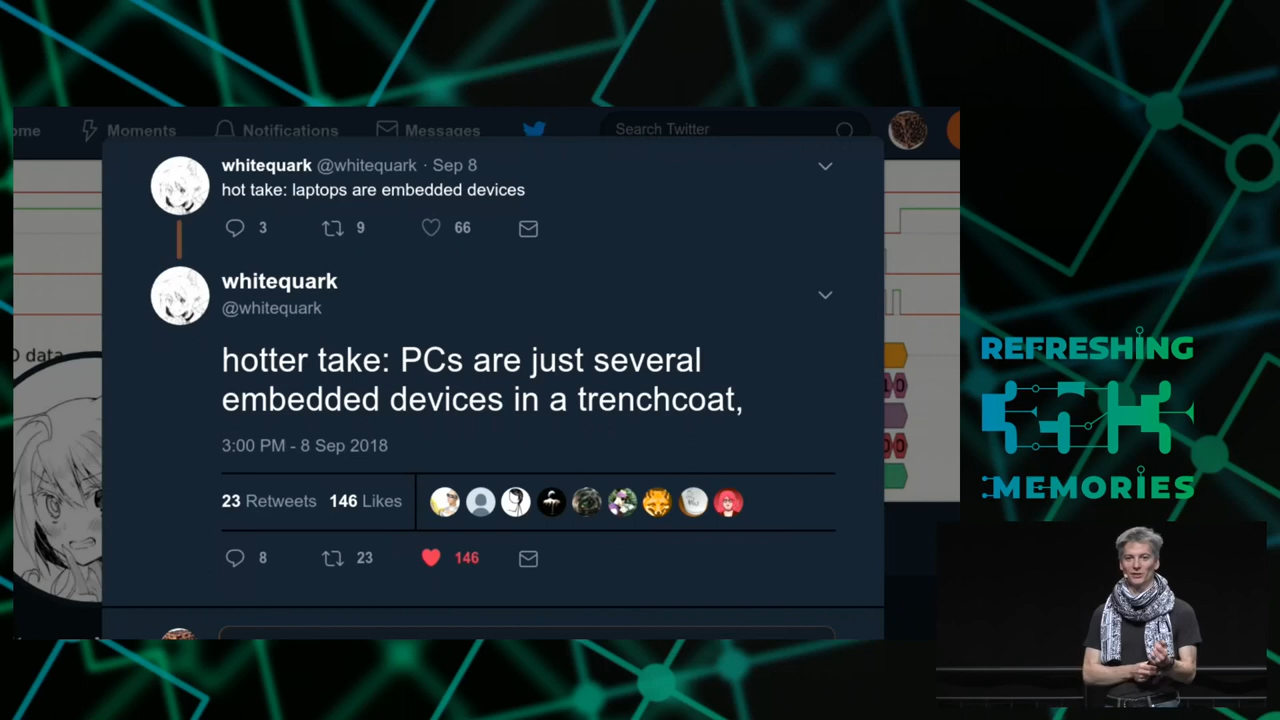 ome
Moments
Notifications
Messages
Search Twitter
whitequark @whitequark · Sep 8
hot take: laptops are embedded devices
3 9 66
whitequark
@whitequark
hotter take: PCs are just several
embedded devices in a trenchcoat,
3:00 PM - 8 Sep 2018
23 Retweets 146 Likes
8 23 146
D data
REFRESHING
35C3
MEMORIES